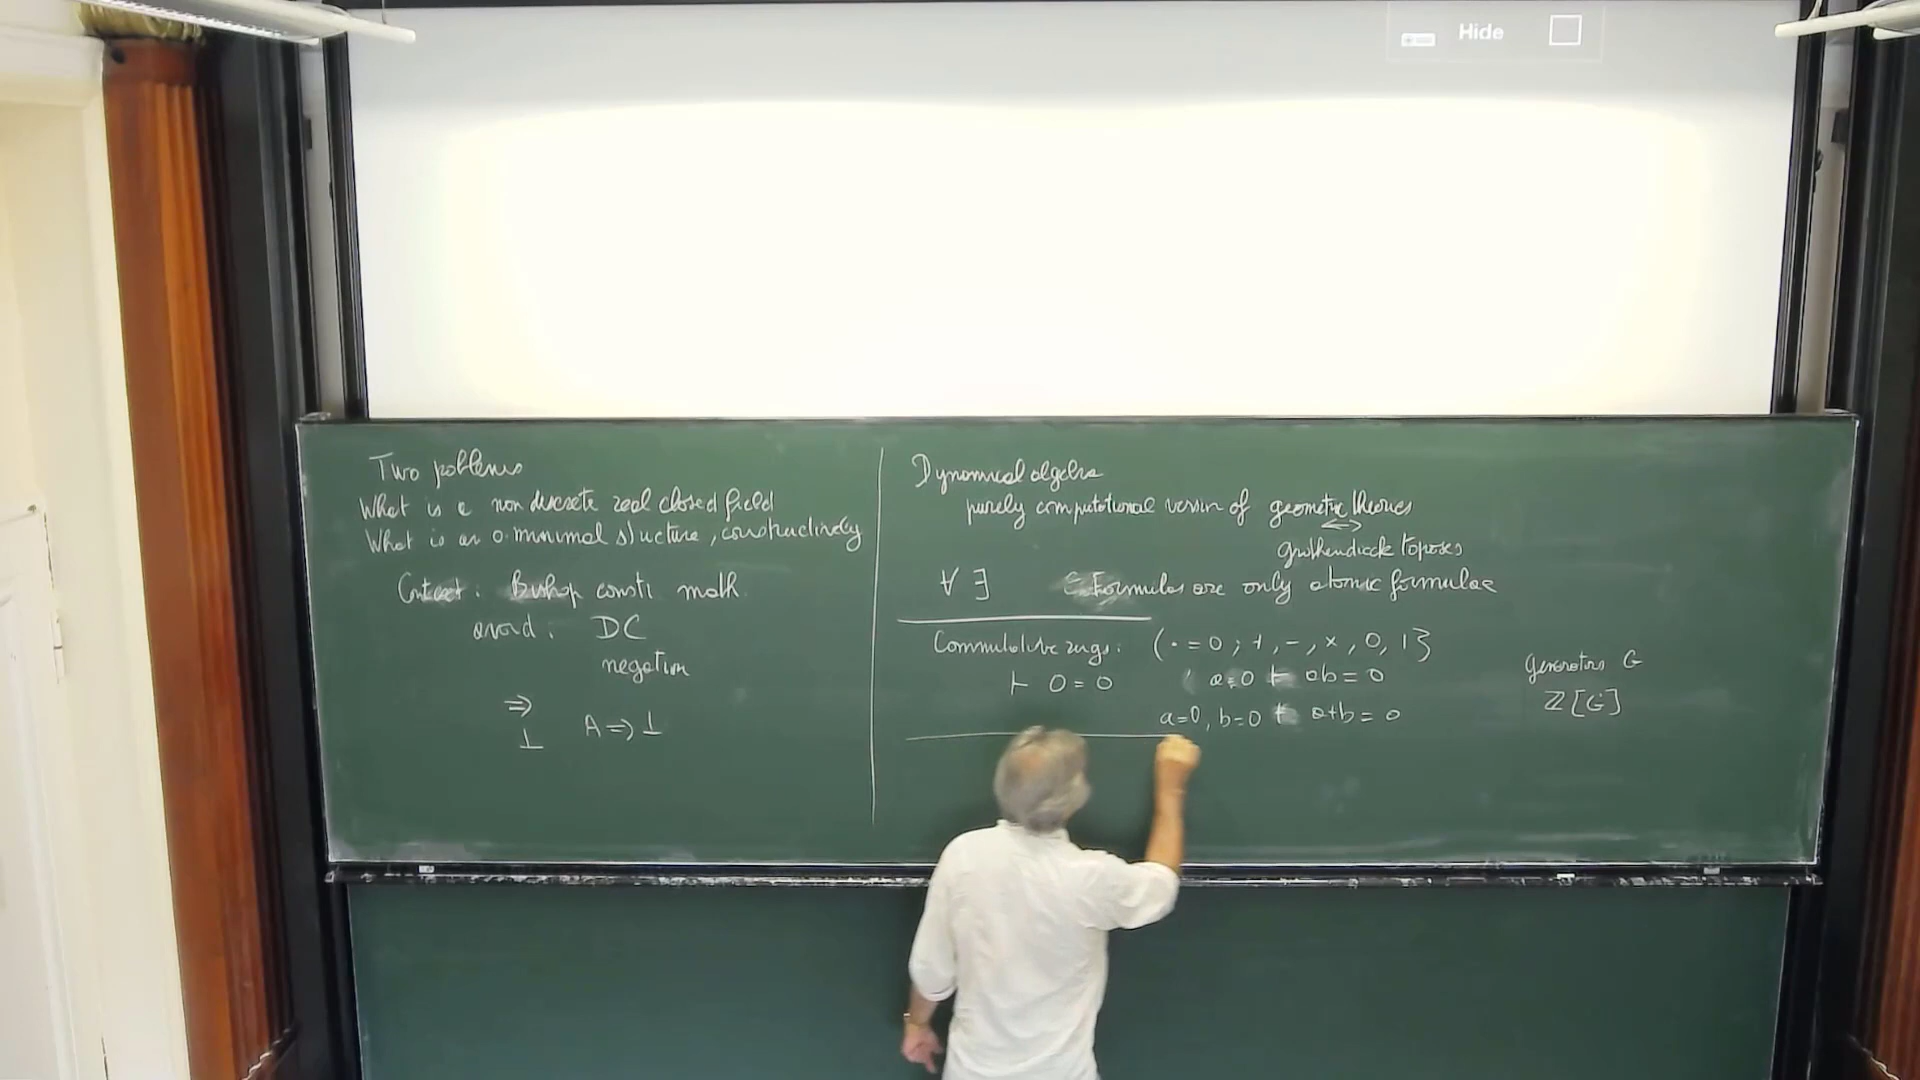 Hide
Two poblems
What is a non discrete real closed field
What is an o.minimal structure, constructively
Context: Bishop consti math.
avoid: DC
negation
⇒
⊥ A ⇒ ⊥
Dynamical algebra
purely computational version of geometric theories
↔
Grothendieck toposes
∀ ∃ Formulas are only atomic formulae
Commutative rings: (· = 0 ; +, -, ×, 0, 1)
⊢ 0 = 0 a = 0 ⊢ ab = 0
a=0, b=0 ⊢ a+b = 0
generators G
ℤ[G]